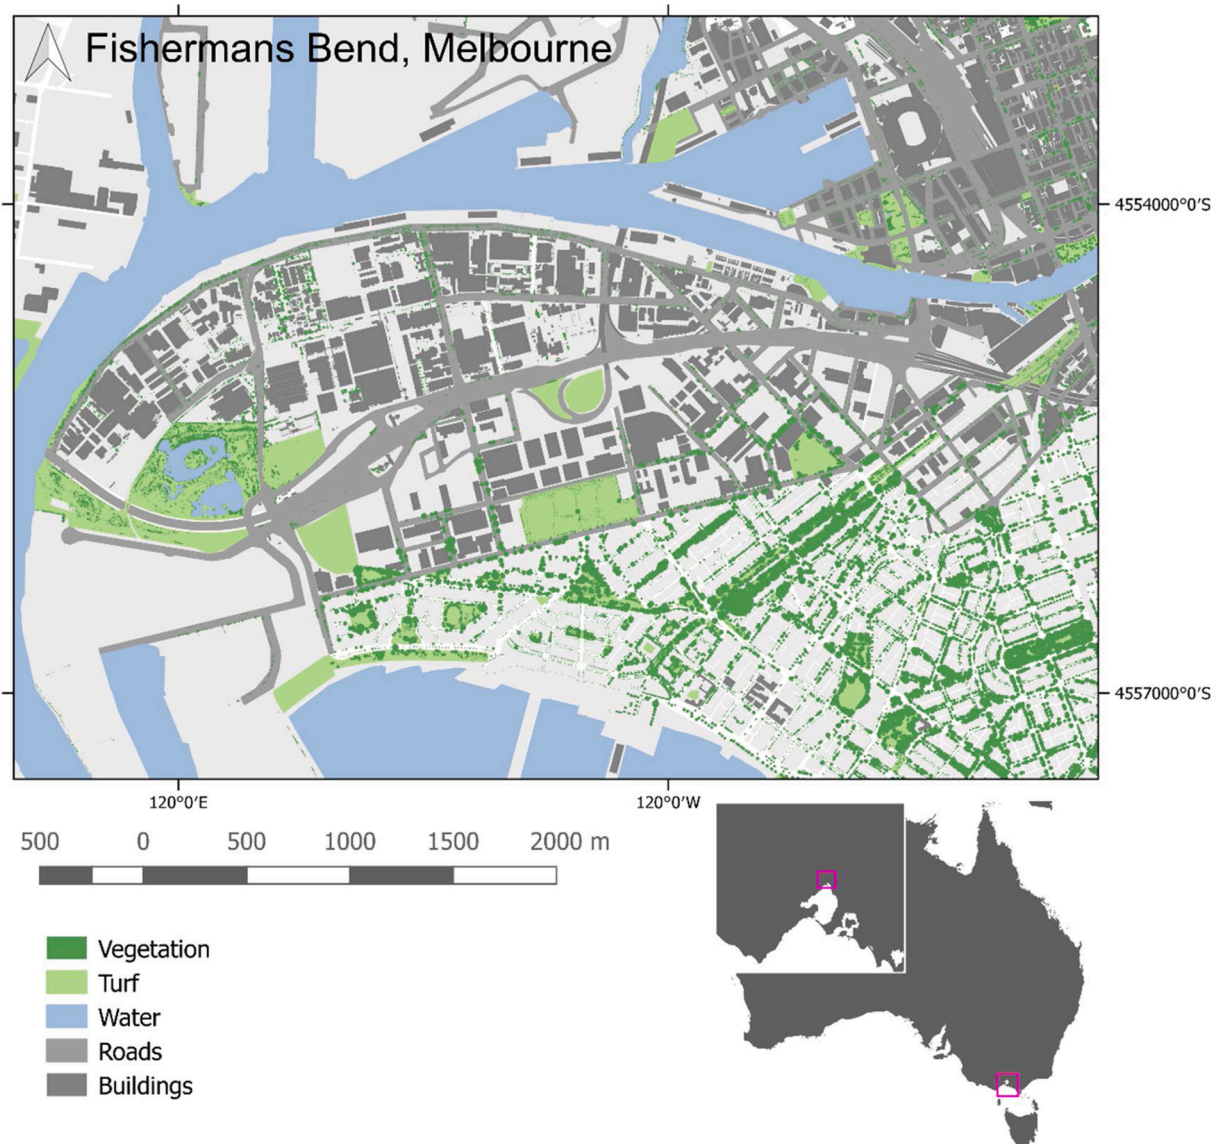 Fishermans Bend, Melbourne
4554000°0'S
4557000°0'S
120°0'E
120°0'W
500 0 500 1000 1500 2000 m
Vegetation
Turf
Water
Roads
Buildings